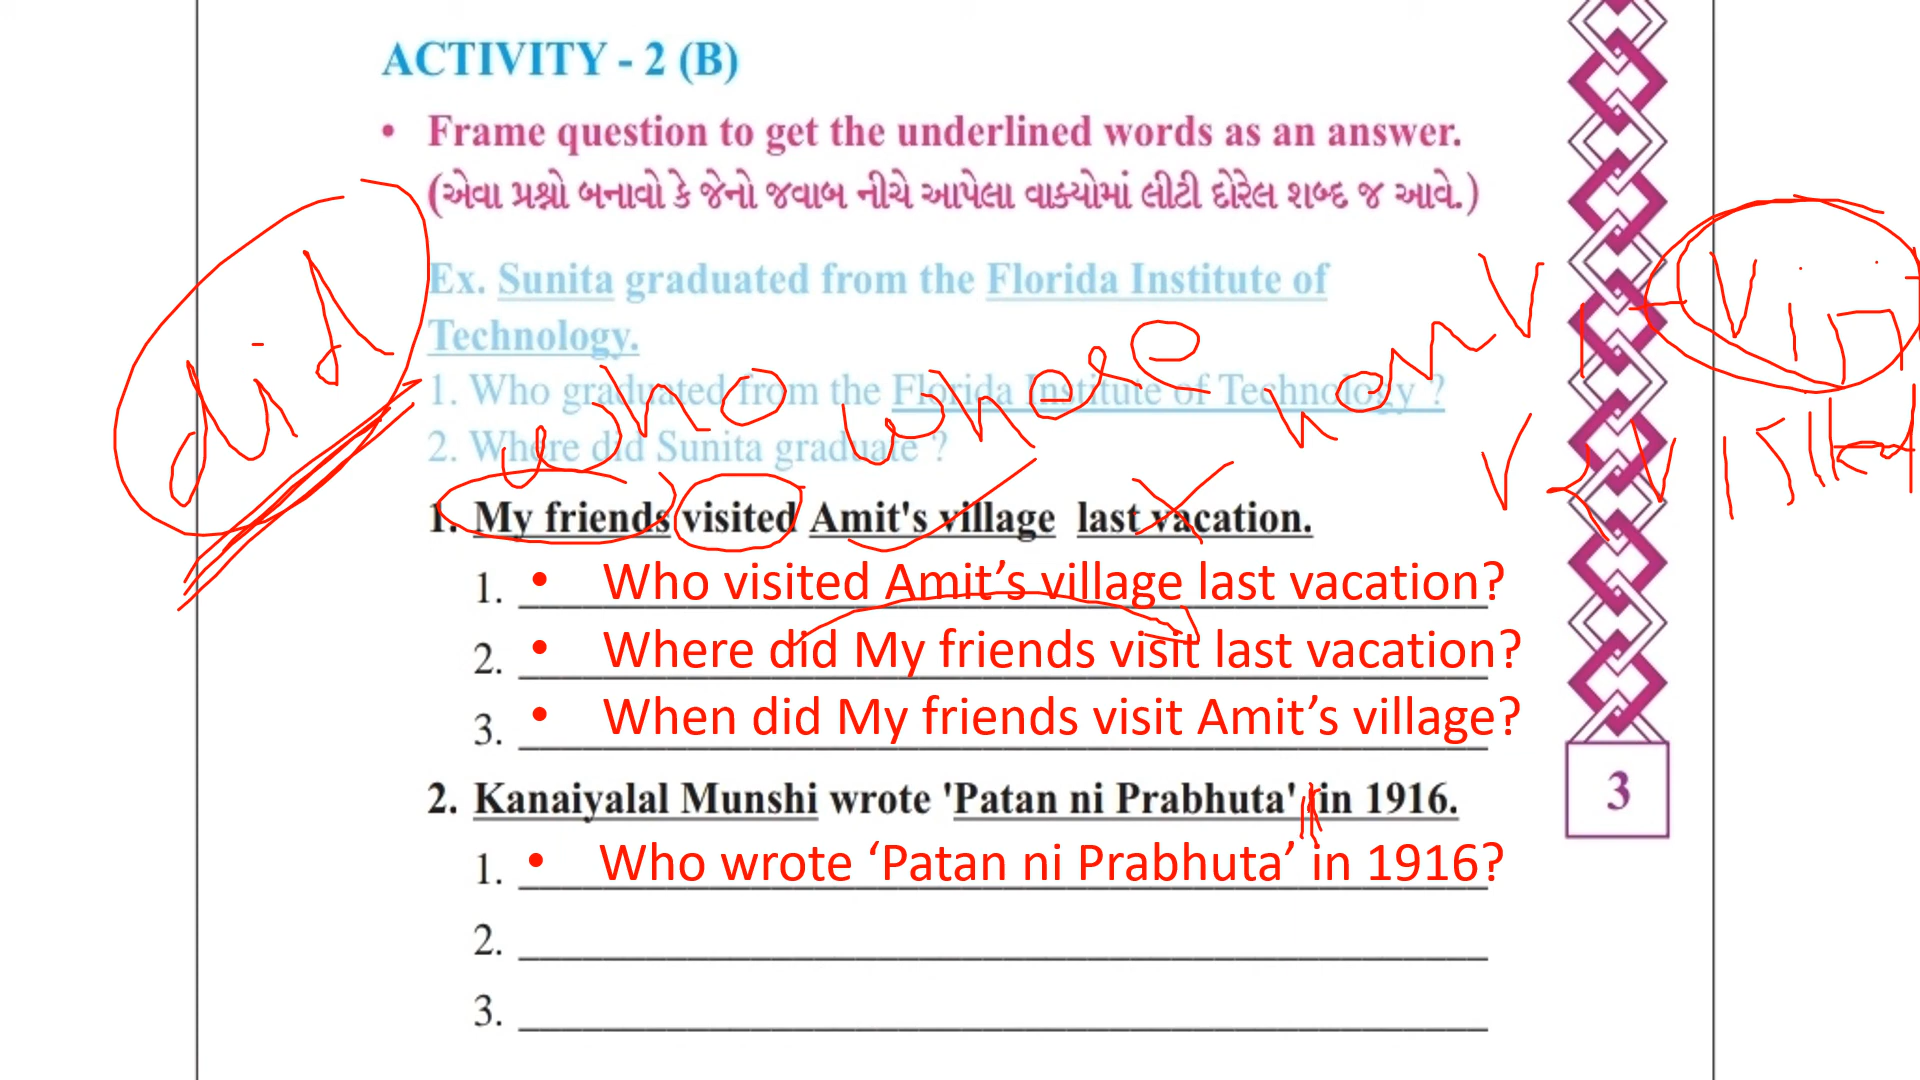 ACTIVITY - 2 (B)
• Frame question to get the underlined words as an answer.
(એવા પ્રશ્નો બનાવો કે જેનો જવાબ નીચે આપેલા વાક્યોમાં લીટી દોરેલ શબ્દ જ આવે.)
did
Ex. Sunita graduated from the Florida Institute of
Technology.
V1
Visit
1. Who graduated from the Florida Institute of Technology ?
who where when
2. Where did Sunita graduate ?
V2 Visited
1. My friends visited Amit's village last vacation.
1. • Who visited Amit’s village last vacation?
2. • Where did My friends visit last vacation?
3. • When did My friends visit Amit’s village?
2. Kanaiyalal Munshi wrote 'Patan ni Prabhuta' in 1916.
3
1. • Who wrote ‘Patan ni Prabhuta’ in 1916?
2.
3.